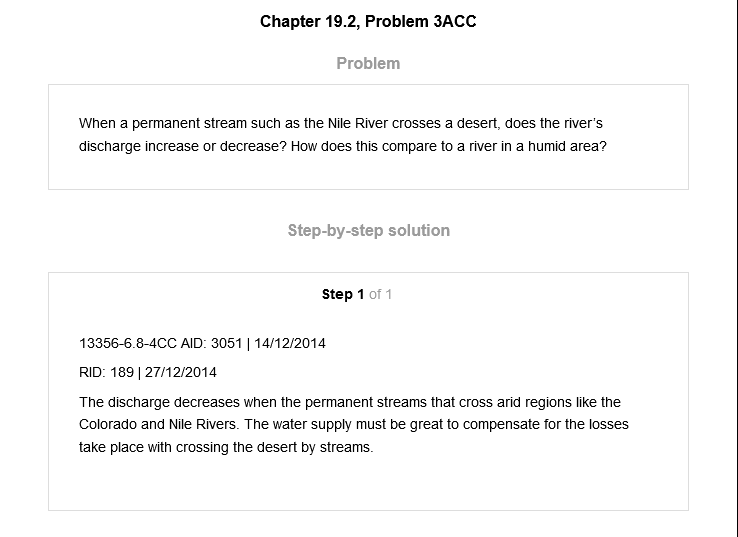 Chapter 19.2, Problem 3ACC
Problem
When a permanent stream such as the Nile River crosses a desert, does the river's
discharge increase or decrease? How does this compare to a river in a humid area?
Step-by-step solution
Step 1 of 1
13356-6.8-4CC AID: 3051 | 14/12/2014
RID: 189 | 27/12/2014
The discharge decreases when the permanent streams that cross arid regions like the
Colorado and Nile Rivers. The water supply must be great to compensate for the losses
take place with crossing the desert by streams.